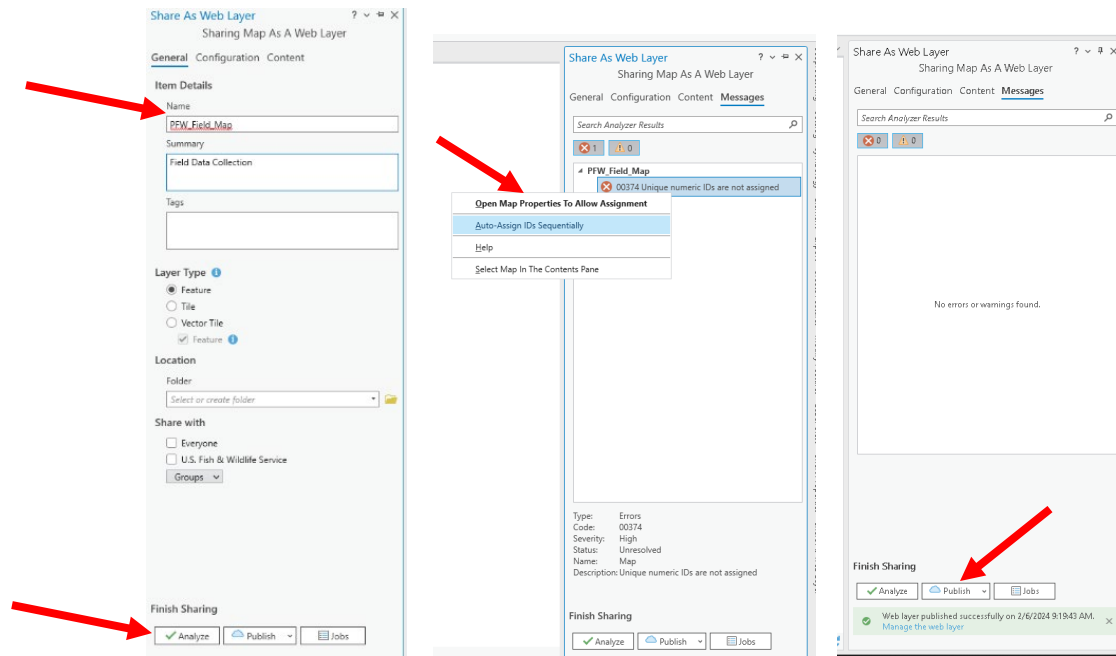 Share As Web Layer
Sharing Map As A Web Layer
General Configuration Content
Item Details
Name
PFW_Field_Map
Summary
Field Data Collection
Tags
Layer Type
Feature
Tile
Vector Tile
Feature
Location
Folder
Select or create folder
Share with
Everyone
U.S. Fish & Wildlife Service
Groups
Finish Sharing
Analyze Publish Jobs
Share As Web Layer
Sharing Map As A Web Layer
General Configuration Content Messages
Search Analyzer Results
1 0
PFW_Field_Map
00374 Unique numeric IDs are not assigned
Open Map Properties To Allow Assignment
Auto-Assign IDs Sequentially
Help
Select Map In The Contents Pane
Type: Errors
Code: 00374
Severity: High
Status: Unresolved
Name: Map
Description: Unique numeric IDs are not assigned
Finish Sharing
Analyze Publish Jobs
Share As Web Layer
Sharing Map As A Web Layer
General Configuration Content Messages
Search Analyzer Results
0 0
No errors or warnings found.
Finish Sharing
Analyze Publish Jobs
Web layer published successfully on 2/6/2024 9:19:43 AM.
Manage the web layer